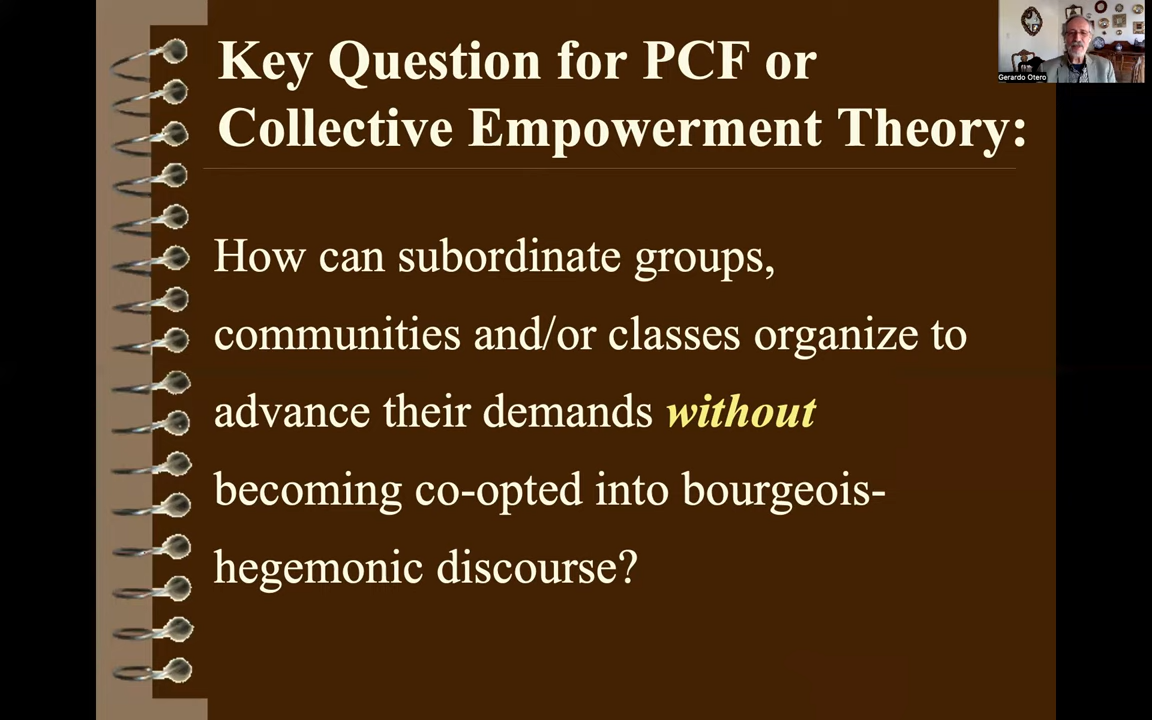 Key Question for PCF or
Collective Empowerment Theory:
How can subordinate groups,
communities and/or classes organize to
advance their demands without
becoming co-opted into bourgeois-
hegemonic discourse?
Gerardo Otero